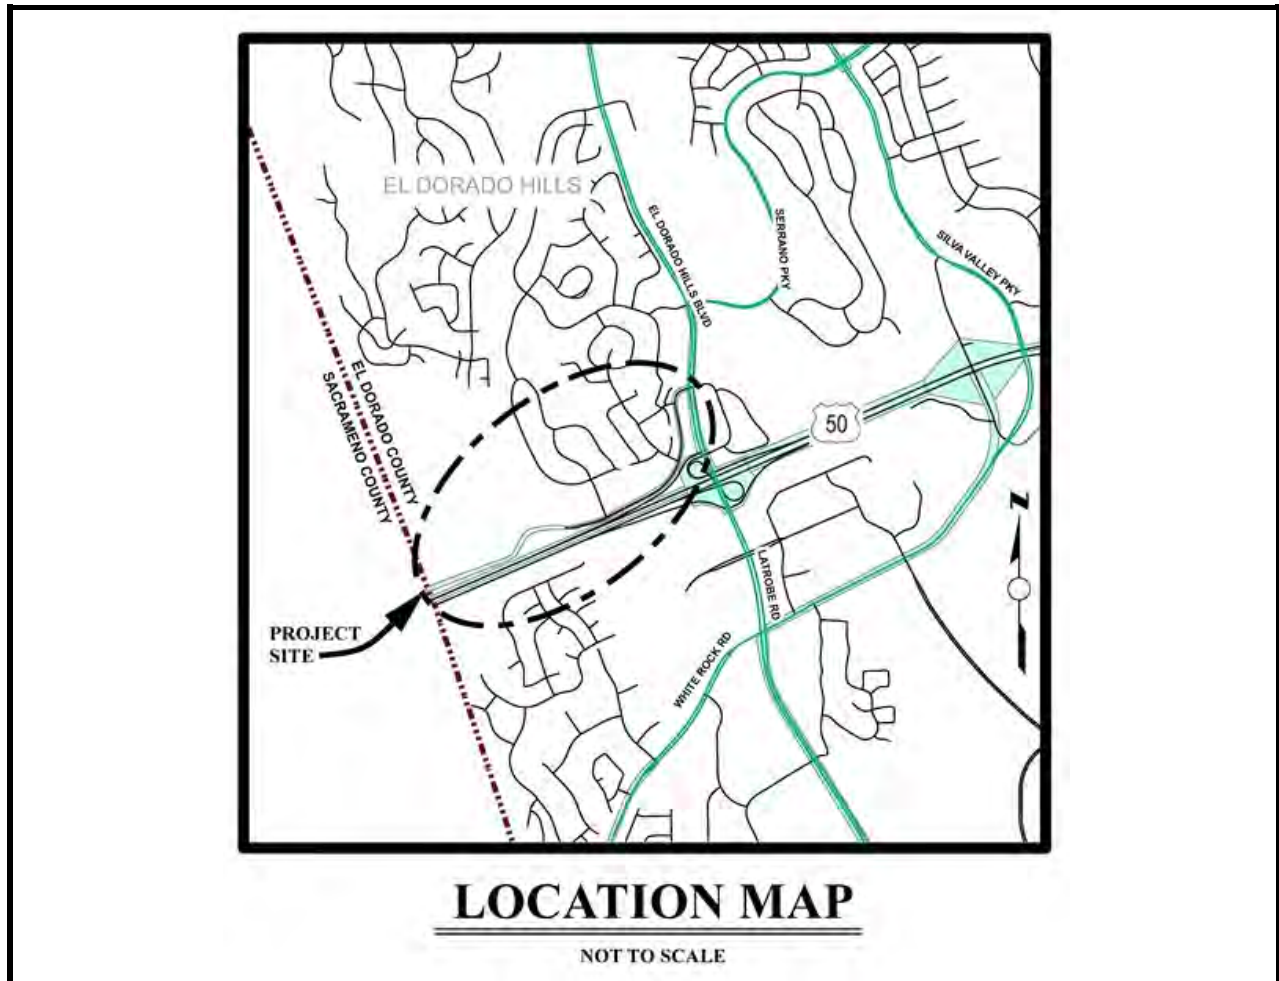 EL DORADO HILLS
EL DORADO HILLS BLVD
SERRANO PKY
SILVA VALLEY PKY
EL DORADO COUNTY
SACRAMENO COUNTY
50
N
LATROBE RD
PROJECT
SITE
WHITE ROCK RD
LOCATION MAP
NOT TO SCALE